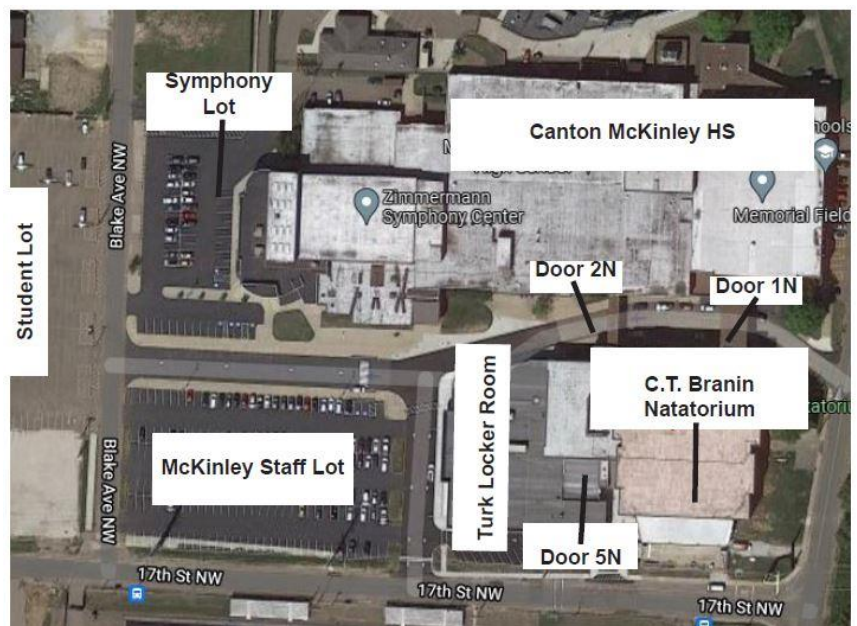 Symphony
Lot
Canton McKinley HS
Blake Ave NW
Zimmermann
Symphony Center
Memorial Field
Student Lot
Door 2N
Door 1N
Turk Locker Room
C.T. Branin
Natatorium
McKinley Staff Lot
Blake Ave NW
Door 5N
17th St NW
17th St NW
17th St NW